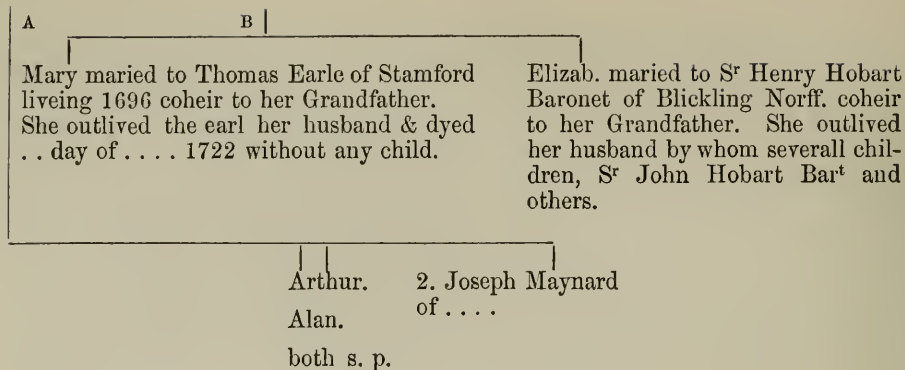 A B
Mary maried to Thomas Earle of Stamford
liveing 1696 coheir to her Grandfather.
She outlived the earl her husband & dyed
. . day of . . . . 1722 without any child.
Elizab. maried to Sʳ Henry Hobart
Baronet of Blickling Norff. coheir
to her Grandfather. She outlived
her husband by whom severall chil-
dren, Sʳ John Hobart Barᵗ and
others.
Arthur.
Alan.
both s. p.
2. Joseph Maynard
of . . . .